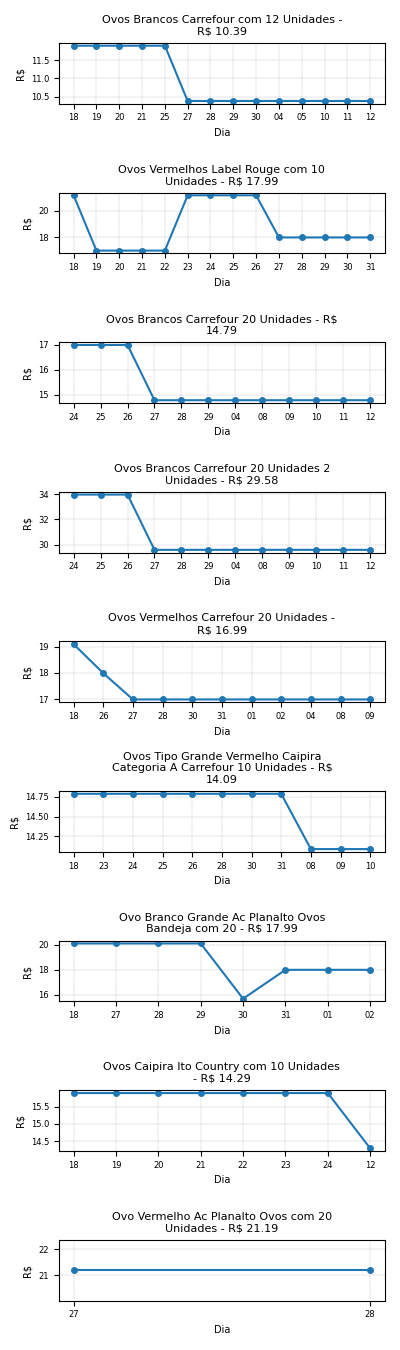 Ovos Brancos Carrefour com 12 Unidades -
R$ 10.39
11.5
11.0
10.5
R$
18 19 20 21 25 27 28 29 30 04 05 10 11 12
Dia
Ovos Vermelhos Label Rouge com 10
Unidades - R$ 17.99
20
18
R$
18 19 20 21 22 23 24 25 26 27 28 29 30 31
Dia
Ovos Brancos Carrefour 20 Unidades - R$
14.79
17
16
15
R$
24 25 26 27 28 29 04 08 09 10 11 12
Dia
Ovos Brancos Carrefour 20 Unidades 2
Unidades - R$ 29.58
34
32
30
R$
24 25 26 27 28 29 04 08 09 10 11 12
Dia
Ovos Vermelhos Carrefour 20 Unidades -
R$ 16.99
19
18
17
R$
18 26 27 28 30 31 01 02 04 08 09
Dia
Ovos Tipo Grande Vermelho Caipira
Categoria A Carrefour 10 Unidades - R$
14.09
14.75
14.50
14.25
R$
18 23 24 25 26 28 30 31 08 09 10
Dia
Ovo Branco Grande Ac Planalto Ovos
Bandeja com 20 - R$ 17.99
20
18
16
R$
18 27 28 29 30 31 01 02
Dia
Ovos Caipira Ito Country com 10 Unidades
- R$ 14.29
15.5
15.0
14.5
R$
18 19 20 21 22 23 24 12
Dia
Ovo Vermelho Ac Planalto Ovos com 20
Unidades - R$ 21.19
22
21
R$
27 28
Dia